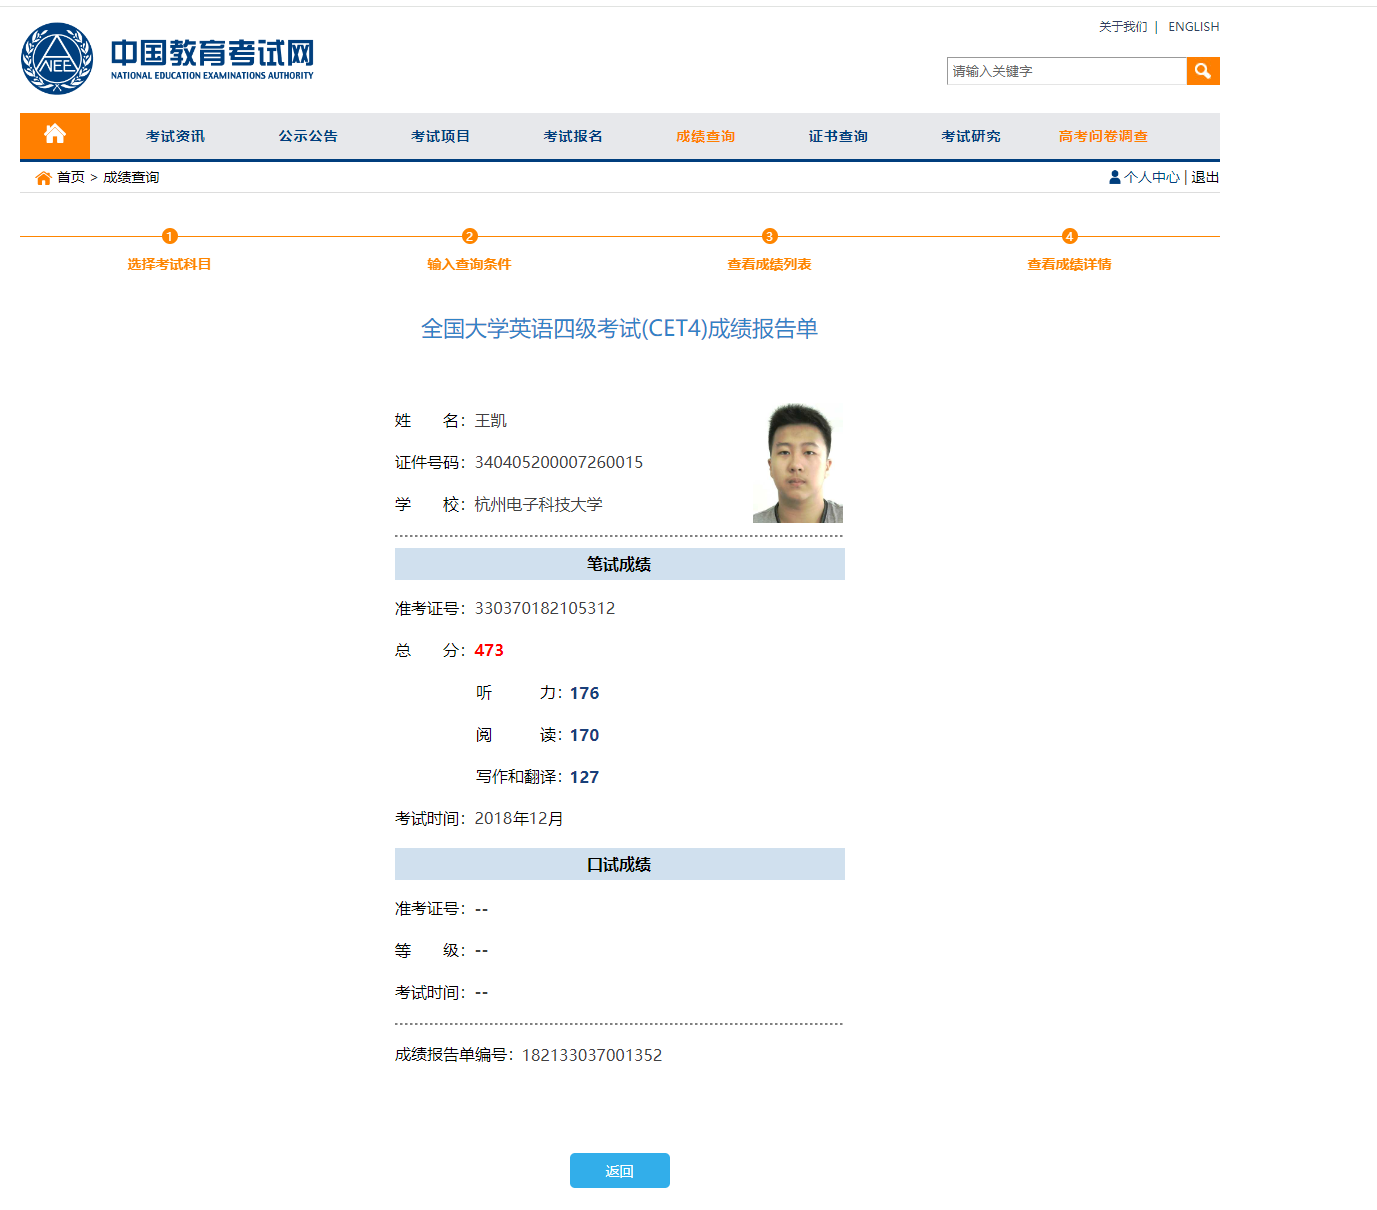 关于我们 | ENGLISH
中国教育考试网
NATIONAL EDUCATION EXAMINATIONS AUTHORITY
NEEA
请输入关键字
考试资讯 公示公告 考试项目 考试报名 成绩查询 证书查询 考试研究 高考问卷调查
首页 > 成绩查询 个人中心 | 退出
1 2 3 4
选择考试科目 输入查询条件 查看成绩列表 查看成绩详情
全国大学英语四级考试(CET4)成绩报告单
姓 名：王凯
证件号码：340405200007260015
学 校：杭州电子科技大学
笔试成绩
准考证号：330370182105312
总 分：473
听 力：176
阅 读：170
写作和翻译：127
考试时间：2018年12月
口试成绩
准考证号：--
等 级：--
考试时间：--
成绩报告单编号：182133037001352
返回